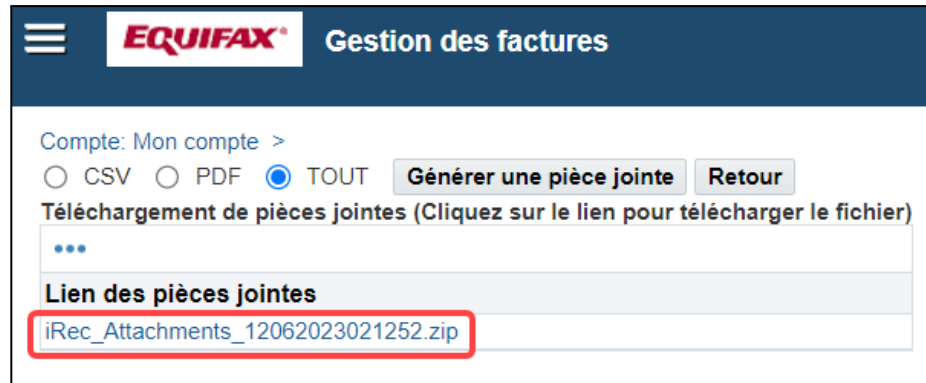 EQUIFAX Gestion des factures
Compte: Mon compte >
CSV PDF TOUT Générer une pièce jointe Retour
Téléchargement de pièces jointes (Cliquez sur le lien pour télécharger le fichier)
Lien des pièces jointes
iRec_Attachments_12062023021252.zip